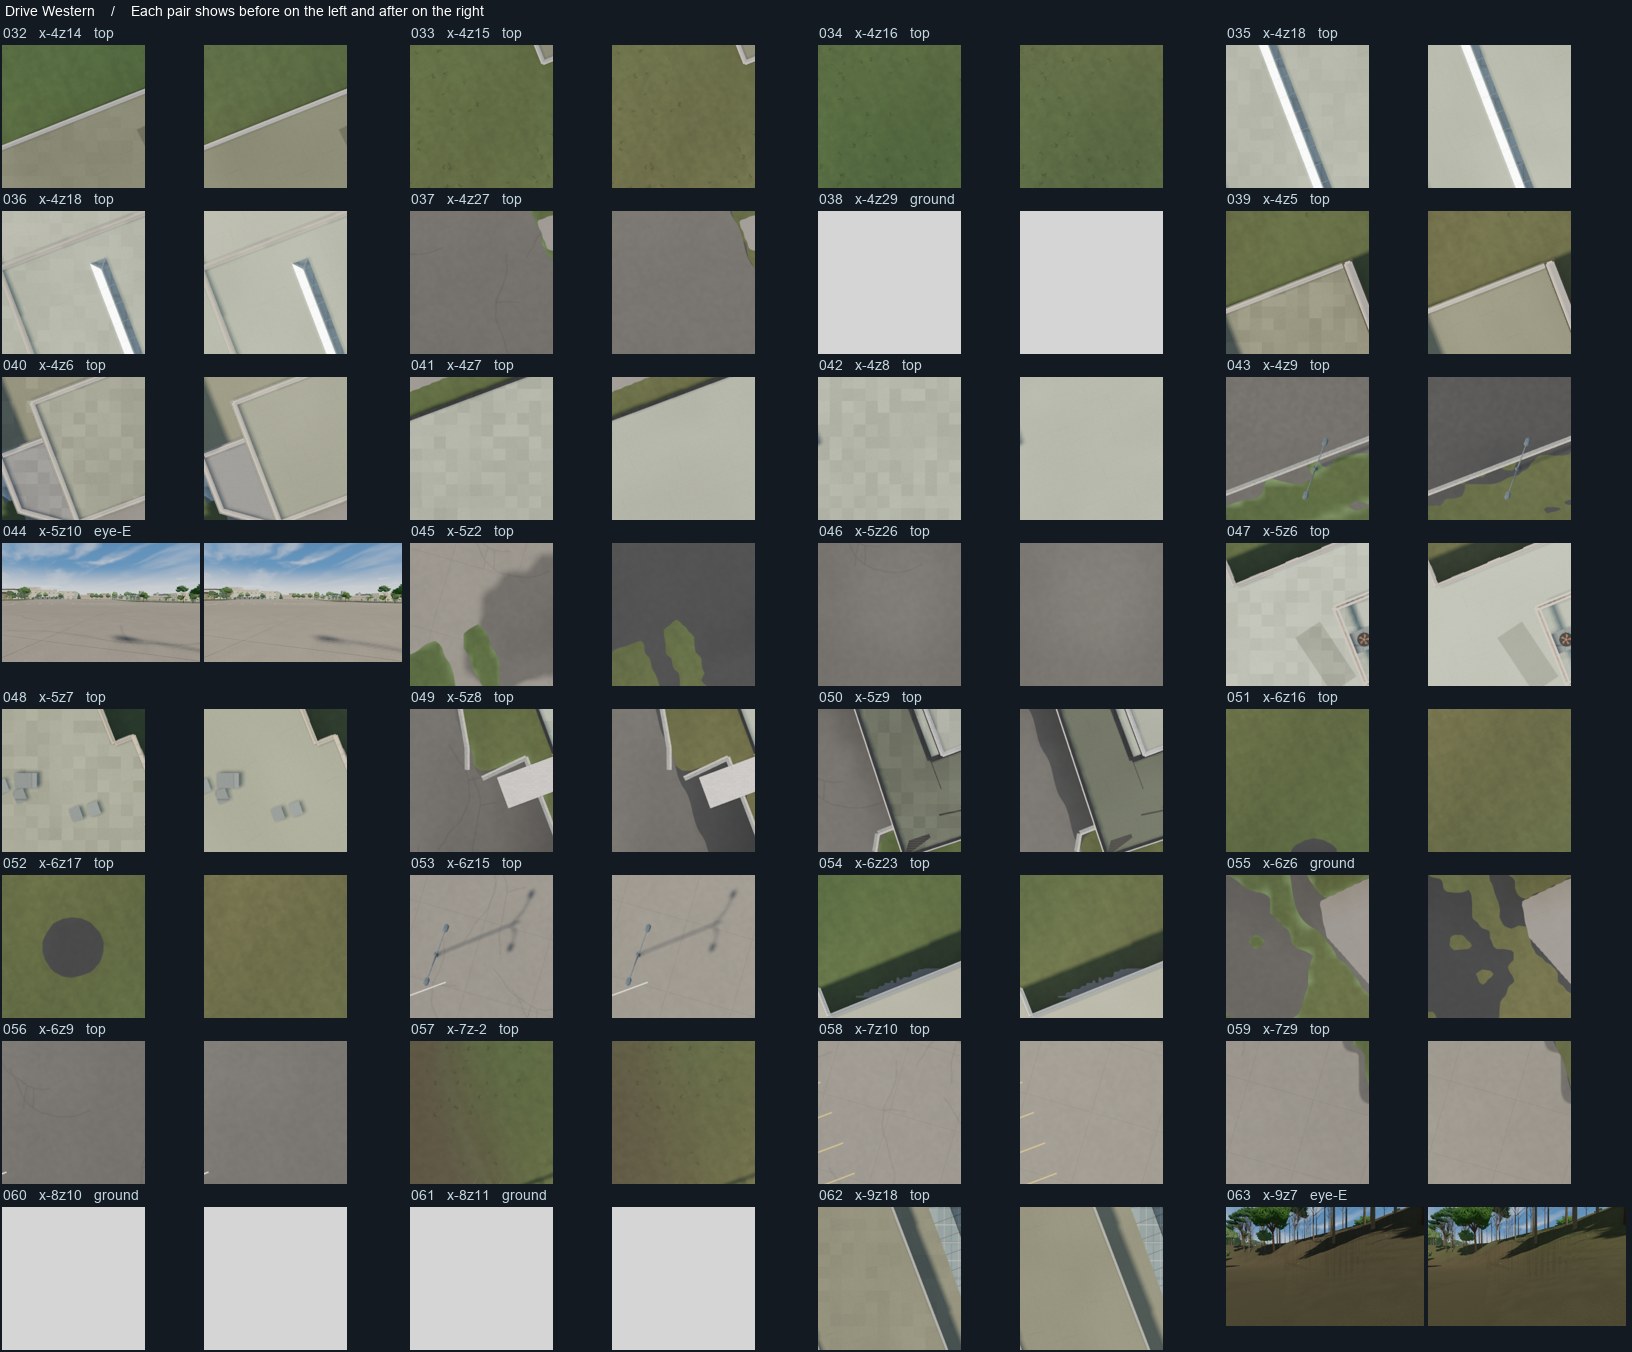 Drive Western / Each pair shows before on the left and after on the right
032 x-4z14 top
033 x-4z15 top
034 x-4z16 top
035 x-4z18 top
036 x-4z18 top
037 x-4z27 top
038 x-4z29 ground
039 x-4z5 top
040 x-4z6 top
041 x-4z7 top
042 x-4z8 top
043 x-4z9 top
044 x-5z10 eye-E
045 x-5z2 top
046 x-5z26 top
047 x-5z6 top
048 x-5z7 top
049 x-5z8 top
050 x-5z9 top
051 x-6z16 top
052 x-6z17 top
053 x-6z15 top
054 x-6z23 top
055 x-6z6 ground
056 x-6z9 top
057 x-7z-2 top
058 x-7z10 top
059 x-7z9 top
060 x-8z10 ground
061 x-8z11 ground
062 x-9z18 top
063 x-9z7 eye-E